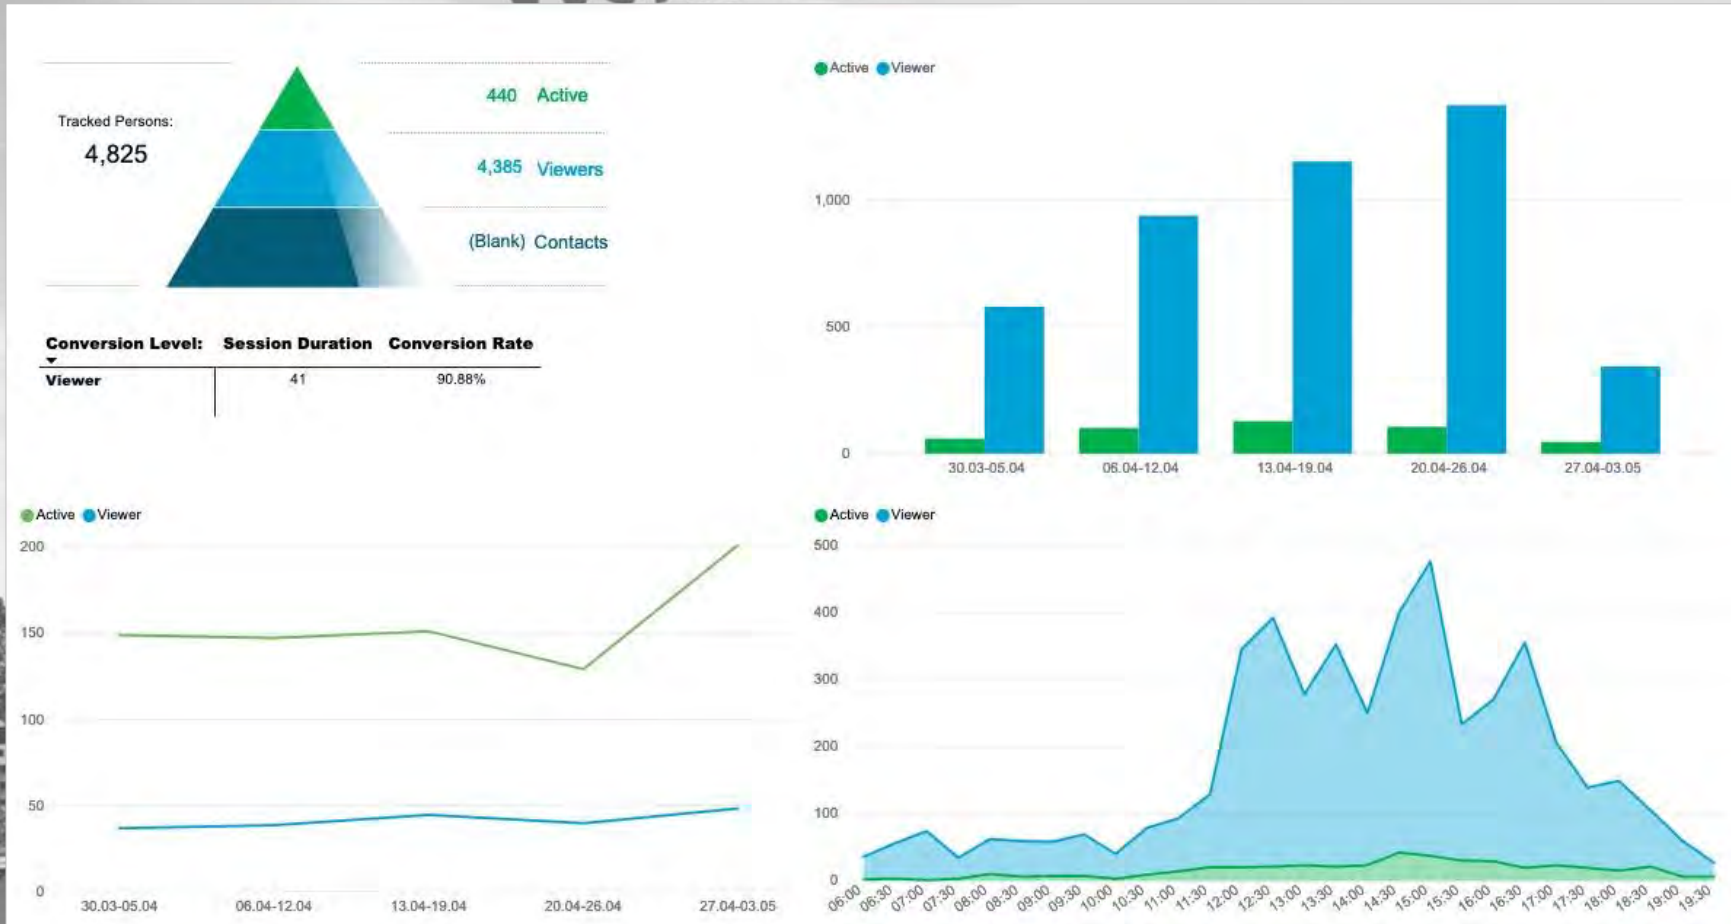 Tracked Persons:
4,825
440 Active
4,385 Viewers
(Blank) Contacts
Conversion Level: Session Duration Conversion Rate
Viewer 41 90.88%
Active Viewer
1,000
500
0
30.03-05.04 06.04-12.04 13.04-19.04 20.04-26.04 27.04-03.05
Active Viewer
200
150
100
50
0
30.03-05.04 06.04-12.04 13.04-19.04 20.04-26.04 27.04-03.05
Active Viewer
500
400
300
200
100
0
06:00 06:30 07:00 07:30 08:00 08:30 09:00 09:30 10:00 10:30 11:00 11:30 12:00 12:30 13:00 13:30 14:00 14:30 15:00 15:30 16:00 16:30 17:00 17:30 18:00 18:30 19:00 19:30